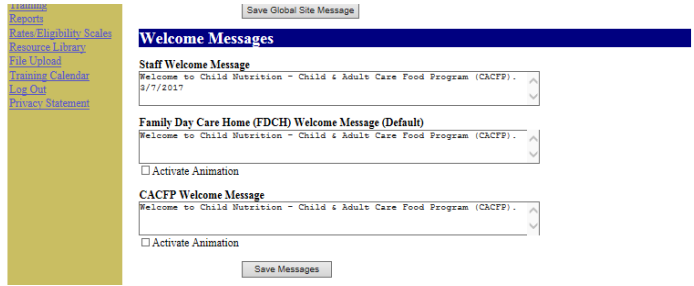 Training
Reports
Rates/Eligibility Scales
Resource Library
File Upload
Training Calendar
Log Out
Privacy Statement
Save Global Site Message
Welcome Messages
Staff Welcome Message
Welcome to Child Nutrition - Child & Adult Care Food Program (CACFP).
3/7/2017
Family Day Care Home (FDCH) Welcome Message (Default)
Welcome to Child Nutrition - Child & Adult Care Food Program (CACFP).
Activate Animation
CACFP Welcome Message
Welcome to Child Nutrition - Child & Adult Care Food Program (CACFP).
Activate Animation
Save Messages